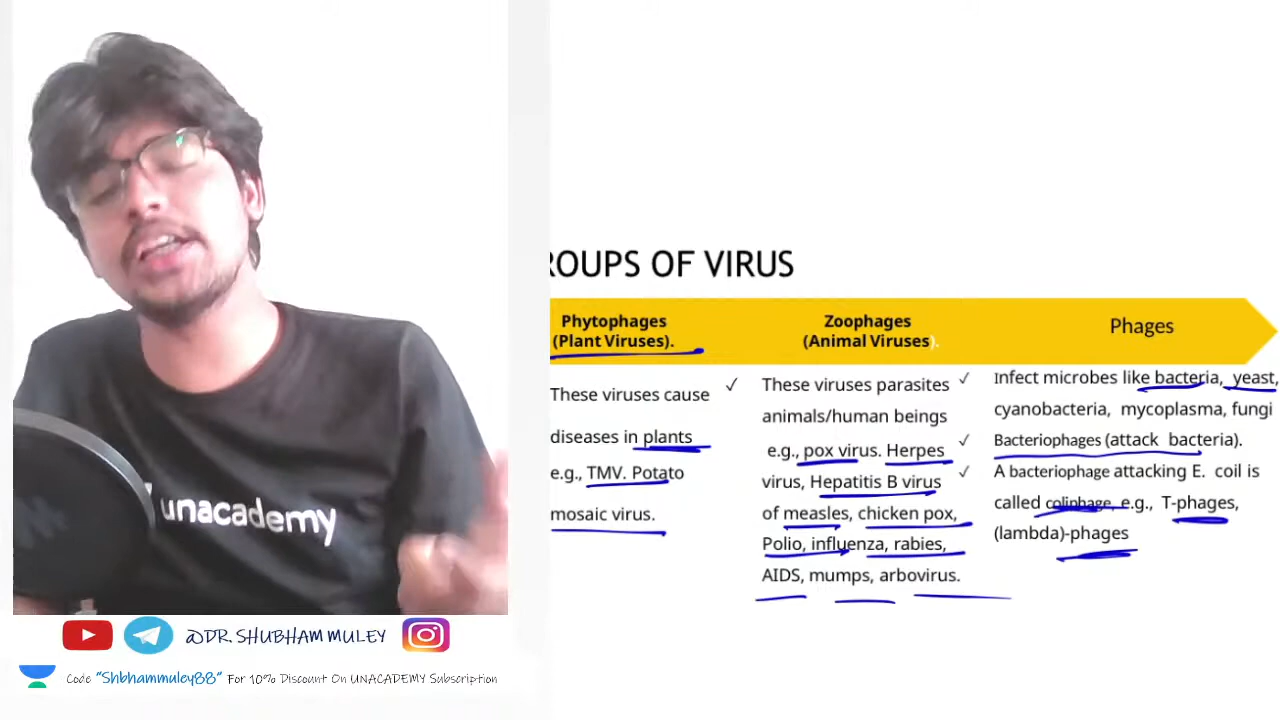 unacademy
@DR. SHUBHAM MULEY
Code "Shbhammuley88" For 10% Discount On UNACADEMY Subscription
ROUPS OF VIRUS
Phytophages
(Plant Viruses).
These viruses cause
diseases in plants
e.g., TMV. Potato
mosaic virus.
Zoophages
(Animal Viruses).
✓ These viruses parasites
animals/human beings
e.g., pox virus. Herpes
virus, Hepatitis B virus
of measles, chicken pox,
Polio, influenza, rabies,
AIDS, mumps, arbovirus.
Phages
✓ Infect microbes like bacteria, yeast,
cyanobacteria, mycoplasma, fungi
✓ Bacteriophages (attack bacteria).
✓ A bacteriophage attacking E. coil is
called coliphage, e.g., T-phages,
(lambda)-phages